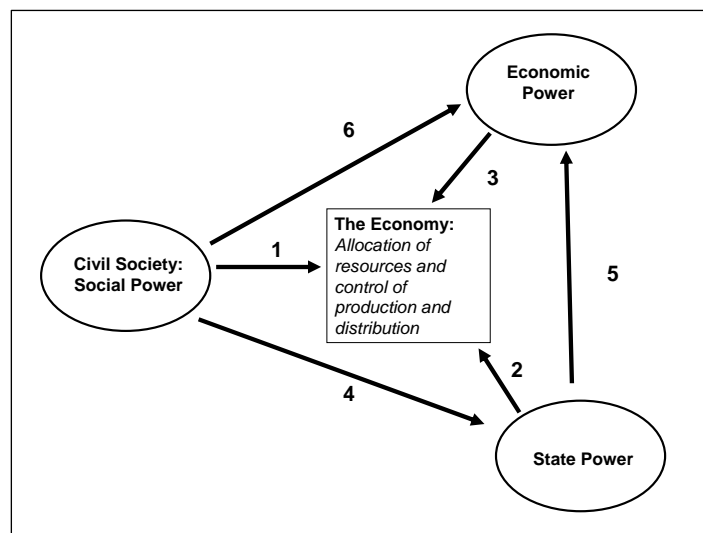 Economic
Power
6
3
The Economy:
Allocation of
resources and
control of
production and
distribution
1
Civil Society:
Social Power
5
2
4
State Power